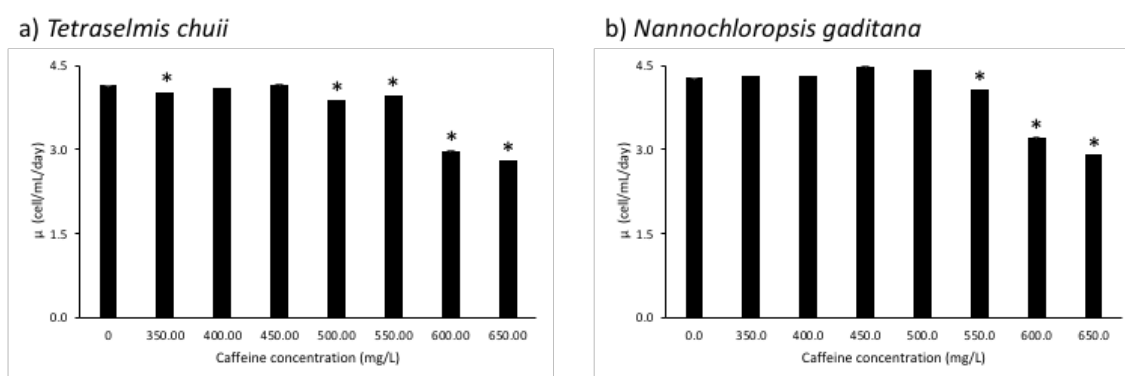 a) Tetraselmis chuii
4.5
3.0
1.5
0.0
μ (cell/mL/day)
* * * * *
0 350.00 400.00 450.00 500.00 550.00 600.00 650.00
Caffeine concentration (mg/L)
b) Nannochloropsis gaditana
4.5
3.0
1.5
0.0
μ (cell/mL/day)
* * *
0.0 350.0 400.0 450.0 500.0 550.0 600.0 650.0
Caffeine concentration (mg/L)